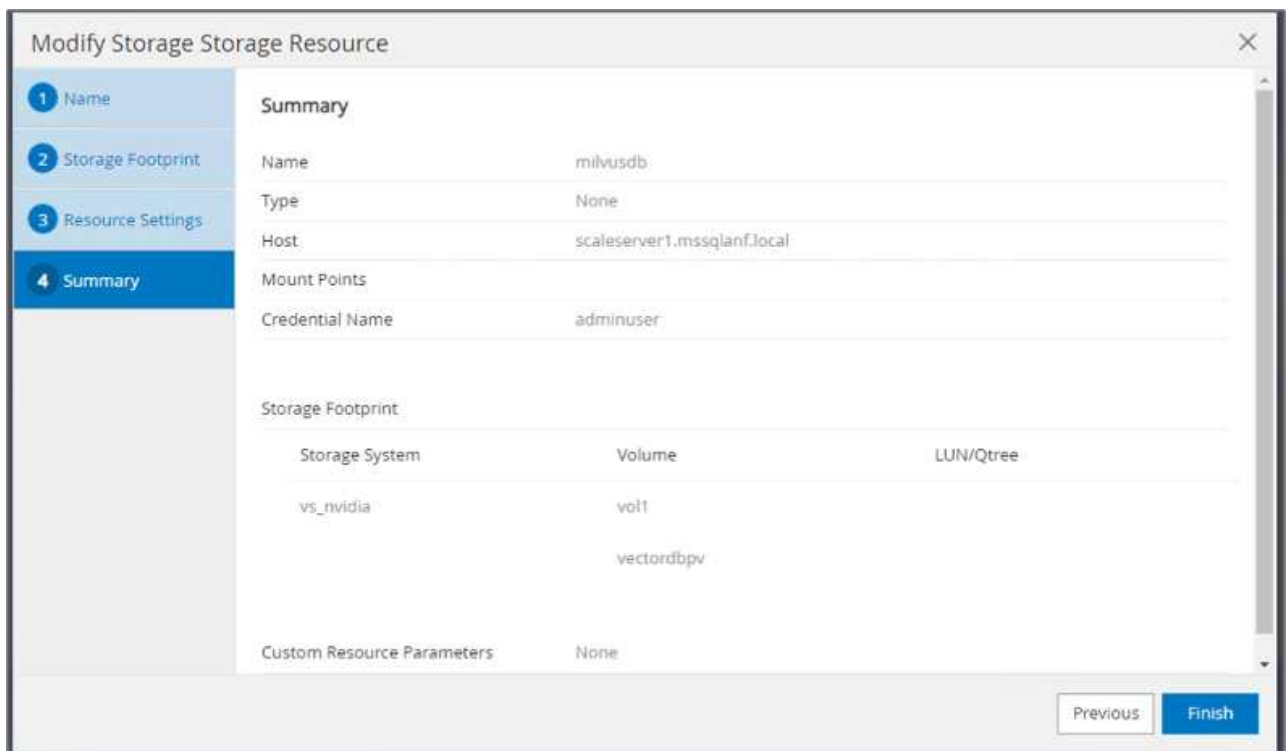 Modify Storage Storage Resource
1 Name
2 Storage Footprint
3 Resource Settings
4 Summary
Summary
Name milvusdb
Type None
Host scaleserver1.mssqlanf.local
Mount Points
Credential Name adminuser
Storage Footprint
Storage System Volume LUN/Qtree
vs_nvidia vol1
vectordbpv
Custom Resource Parameters None
Previous Finish